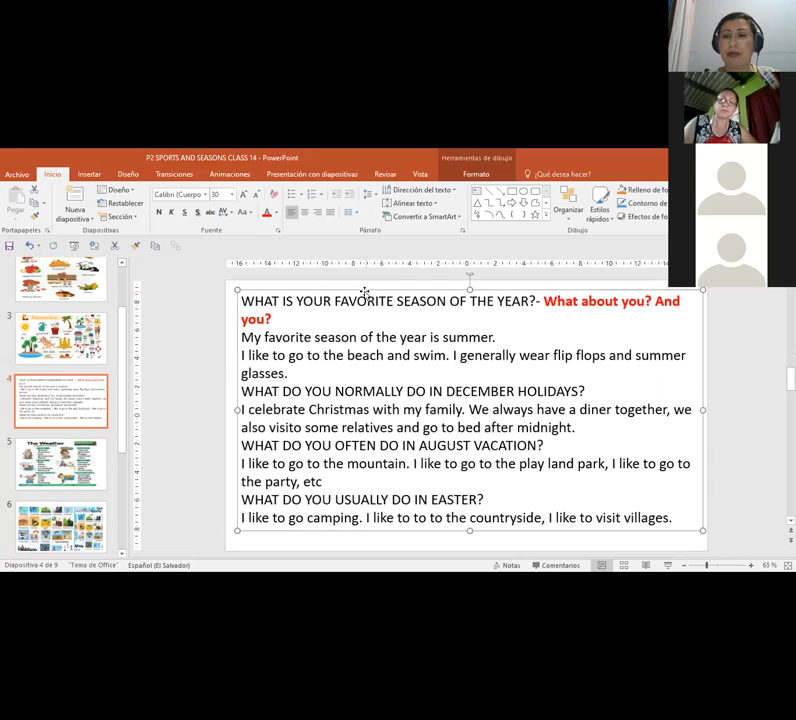 P2 SPORTS AND SEASONS CLASS 14 - PowerPoint
Herramientas de dibujo
Archivo Inicio Insertar Diseño Transiciones Animaciones Presentación con diapositivas Revisar Vista Formato ¿Qué desea hacer?
Pegar
Nueva diapositiva
Diseño
Restablecer
Sección
Calibri (Cuerpo 30
N K S
Aa
A
Dirección del texto
Alinear texto
Convertir a SmartArt
Organizar
Estilos rápidos
Relleno de fo
Contorno de
Efectos de fo
Portapapeles
Diapositivas
Fuente
Párrafo
Dibujo
WHAT IS YOUR FAVORITE SEASON OF THE YEAR?- What about you? And
you?
My favorite season of the year is summer.
I like to go to the beach and swim. I generally wear flip flops and summer
glasses.
WHAT DO YOU NORMALLY DO IN DECEMBER HOLIDAYS?
I celebrate Christmas with my family. We always have a diner together, we
also visito some relatives and go to bed after midnight.
WHAT DO YOU OFTEN DO IN AUGUST VACATION?
I like to go to the mountain. I like to go to the play land park, I like to go to
the party, etc
WHAT DO YOU USUALLY DO IN EASTER?
I like to go camping. I like to to to the countryside, I like to visit villages.
3
4
5
The Weather
6
Diapositiva 4 de 9 "Tema de Office" Español (El Salvador) Notas Comentarios 65 %